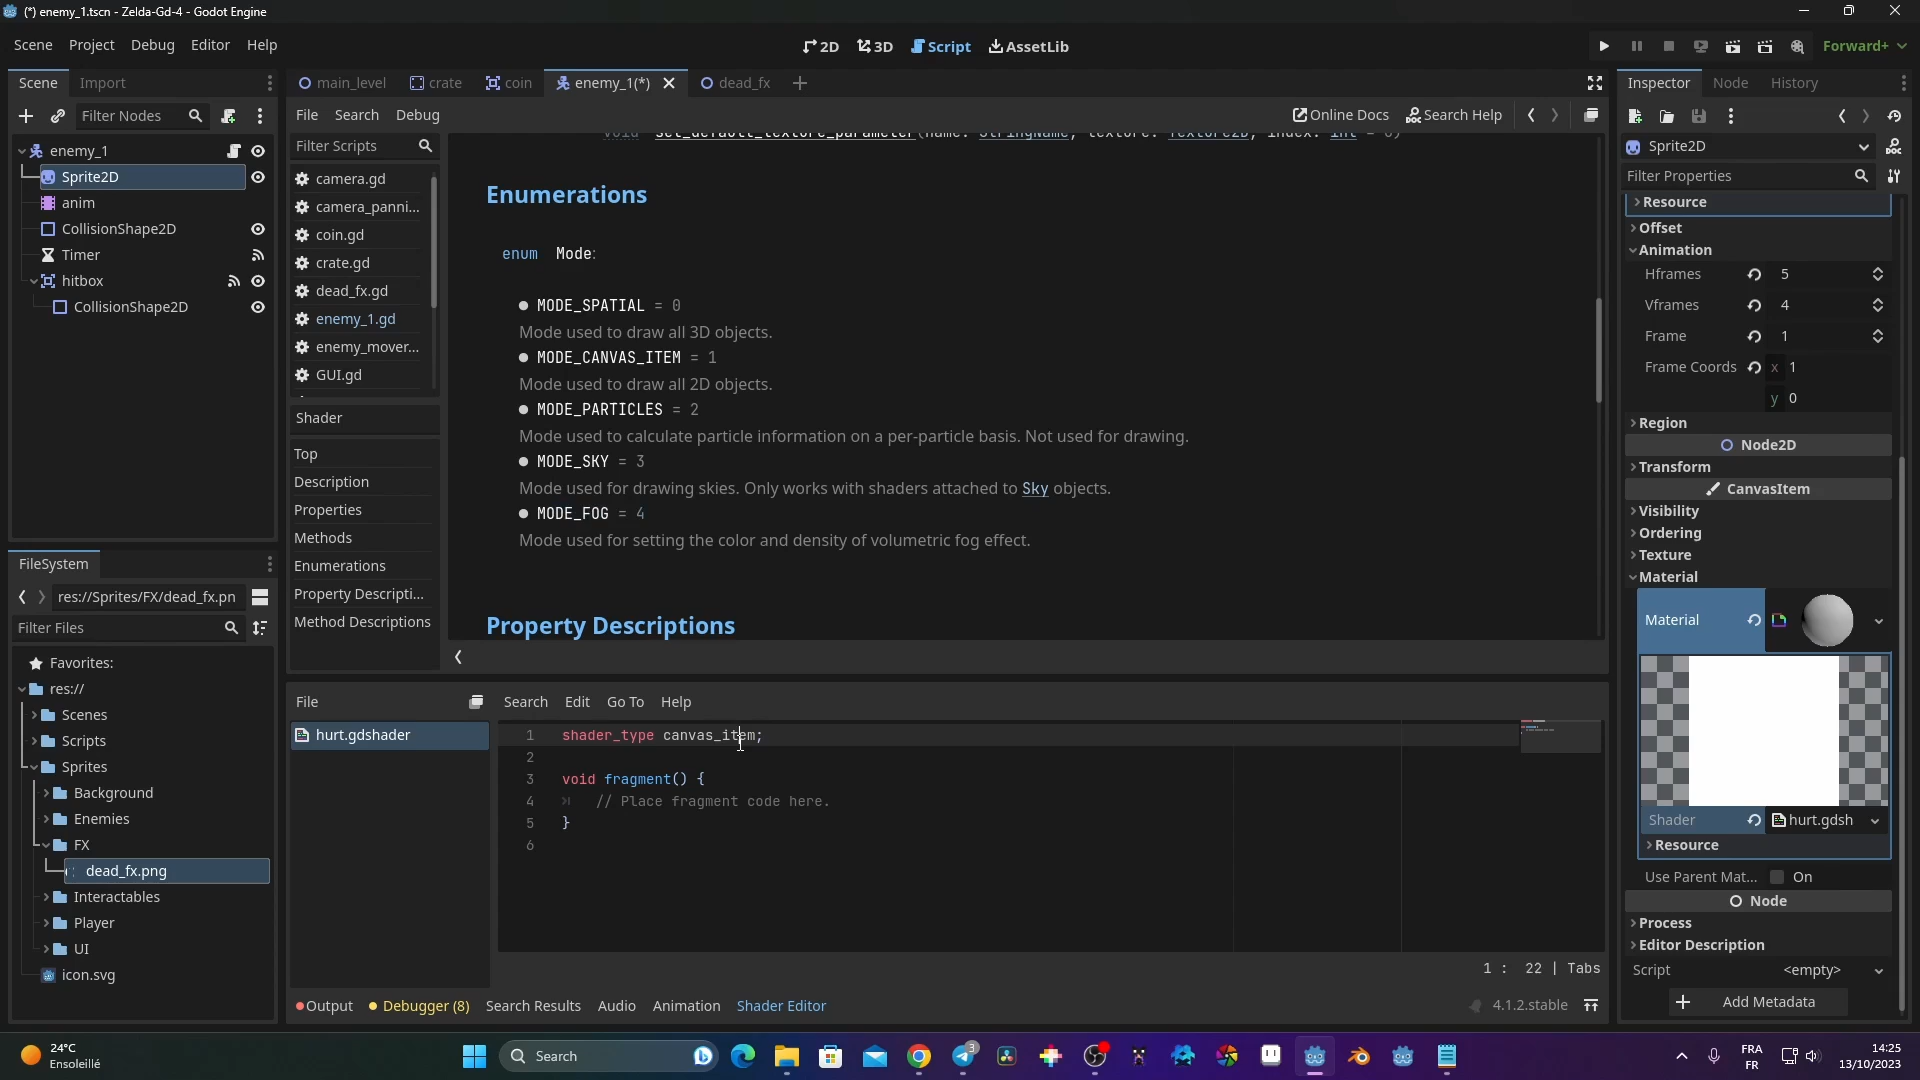 (*) enemy_1.tscn - Zelda-Gd-4 - Godot Engine
Scene Project Debug Editor Help
2D 3D Script AssetLib
Forward+
Scene Import
Filter Nodes
enemy_1
Sprite2D
anim
CollisionShape2D
Timer
hitbox
CollisionShape2D
FileSystem
res://Sprites/FX/dead_fx.pn
Filter Files
Favorites:
res://
Scenes
Scripts
Sprites
Background
Enemies
FX
dead_fx.png
Interactables
Player
UI
icon.svg
main_level crate coin enemy_1(*) dead_fx
File Search Debug
Online Docs Search Help
Filter Scripts
camera.gd
camera_panni...
coin.gd
crate.gd
dead_fx.gd
enemy_1.gd
enemy_mover...
GUI.gd
Shader
Top
Description
Properties
Methods
Enumerations
Property Descripti...
Method Descriptions
void set_default_texture_parameter(name: StringName, texture: Texture2D, index: int = 0)
Enumerations
enum Mode:
MODE_SPATIAL = 0
Mode used to draw all 3D objects.
MODE_CANVAS_ITEM = 1
Mode used to draw all 2D objects.
MODE_PARTICLES = 2
Mode used to calculate particle information on a per-particle basis. Not used for drawing.
MODE_SKY = 3
Mode used for drawing skies. Only works with shaders attached to Sky objects.
MODE_FOG = 4
Mode used for setting the color and density of volumetric fog effect.
Property Descriptions
File Search Edit Go To Help
hurt.gdshader
1 shader_type canvas_item;
2
3 void fragment() {
4 // Place fragment code here.
5 }
6
1 : 22 | Tabs
Output Debugger (8) Search Results Audio Animation Shader Editor
4.1.2.stable
Inspector Node History
Sprite2D
Filter Properties
Resource
Offset
Animation
Hframes 5
Vframes 4
Frame 1
Frame Coords x 1
y 0
Region
Node2D
Transform
CanvasItem
Visibility
Ordering
Texture
Material
Material
Shader hurt.gdsh
Resource
Use Parent Mat... On
Node
Process
Editor Description
Script <empty>
Add Metadata
24°C
Ensoleillé
Search
3
FRA
FR
14:25
13/10/2023